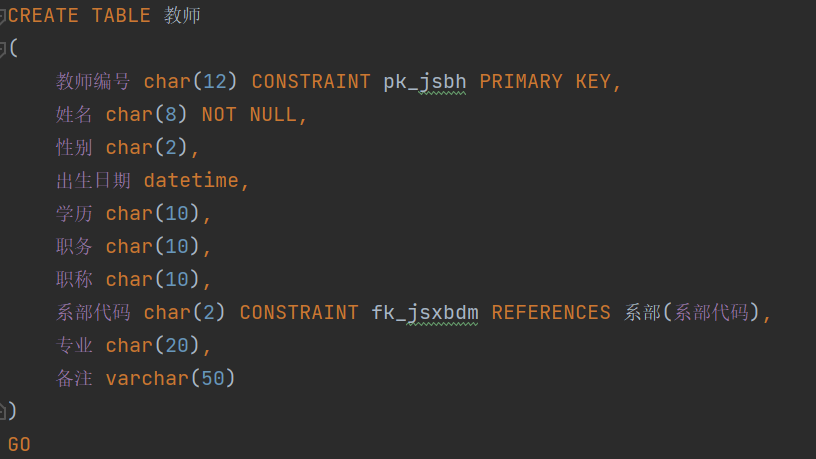 CREATE TABLE 教师
(
教师编号 char(12) CONSTRAINT pk_jsbh PRIMARY KEY,
姓名 char(8) NOT NULL,
性别 char(2),
出生日期 datetime,
学历 char(10),
职务 char(10),
职称 char(10),
系部代码 char(2) CONSTRAINT fk_jsxbdm REFERENCES 系部(系部代码),
专业 char(20),
备注 varchar(50)
)
GO